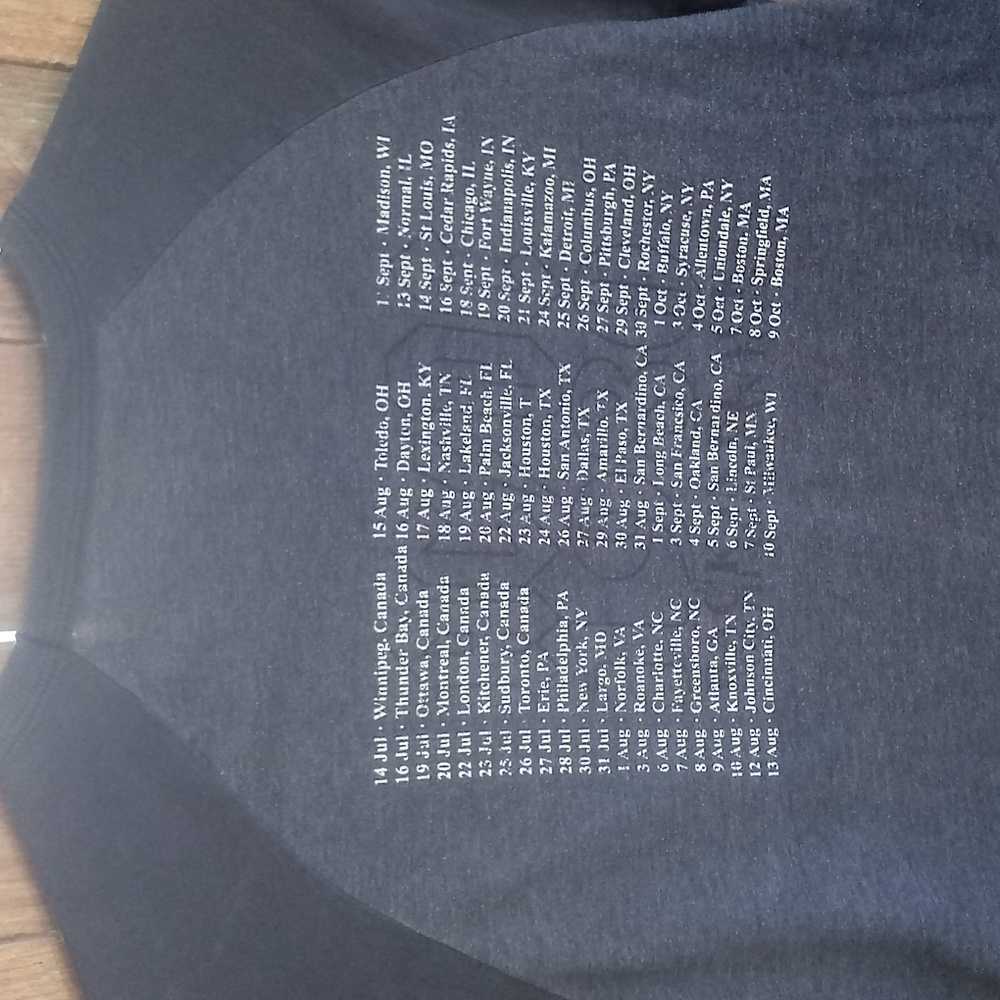 14 Jul · Winnipeg, Canada
16 Jul · Thunder Bay, Canada
19 Jul · Ottawa, Canada
20 Jul · Montreal, Canada
22 Jul · London, Canada
23 Jul · Kitchener, Canada
25 Jul · Sudbury, Canada
26 Jul · Toronto, Canada
27 Jul · Erie, PA
28 Jul · Philadelphia, PA
30 Jul · New York, NY
31 Jul · Largo, MD
1 Aug · Norfolk, VA
3 Aug · Roanoke, VA
6 Aug · Charlotte, NC
7 Aug · Fayetteville, NC
8 Aug · Greensboro, NC
9 Aug · Atlanta, GA
10 Aug · Knoxville, TN
12 Aug · Johnson City, TN
13 Aug · Cincinnati, OH
15 Aug · Toledo, OH
16 Aug · Dayton, OH
17 Aug · Lexington, KY
18 Aug · Nashville, TN
19 Aug · Lakeland, FL
20 Aug · Palm Beach, FL
22 Aug · Jacksonville, FL
23 Aug · Houston, T
24 Aug · Houston, TX
26 Aug · San Antonio, TX
27 Aug · Dallas, TX
29 Aug · Amarillo, TX
30 Aug · El Paso, TX
31 Aug · San Bernardino, CA
1 Sept · Long Beach, CA
3 Sept · San Francisco, CA
4 Sept · Oakland, CA
5 Sept · San Bernardino, CA
6 Sept · Lincoln, NE
7 Sept · St Paul, MN
10 Sept · Milwaukee, WI
11 Sept · Madison, WI
13 Sept · Normal, IL
14 Sept · St Louis, MO
16 Sept · Cedar Rapids, IA
18 Sept · Chicago, IL
19 Sept · Fort Wayne, IN
20 Sept · Indianapolis, IN
21 Sept · Louisville, KY
24 Sept · Kalamazoo, MI
25 Sept · Detroit, MI
26 Sept · Columbus, OH
27 Sept · Pittsburgh, PA
29 Sept · Cleveland, OH
30 Sept · Rochester, NY
1 Oct · Buffalo, NY
3 Oct · Syracuse, NY
4 Oct · Allentown, PA
5 Oct · Uniondale, NY
7 Oct · Boston, MA
8 Oct · Springfield, MA
9 Oct · Boston, MA